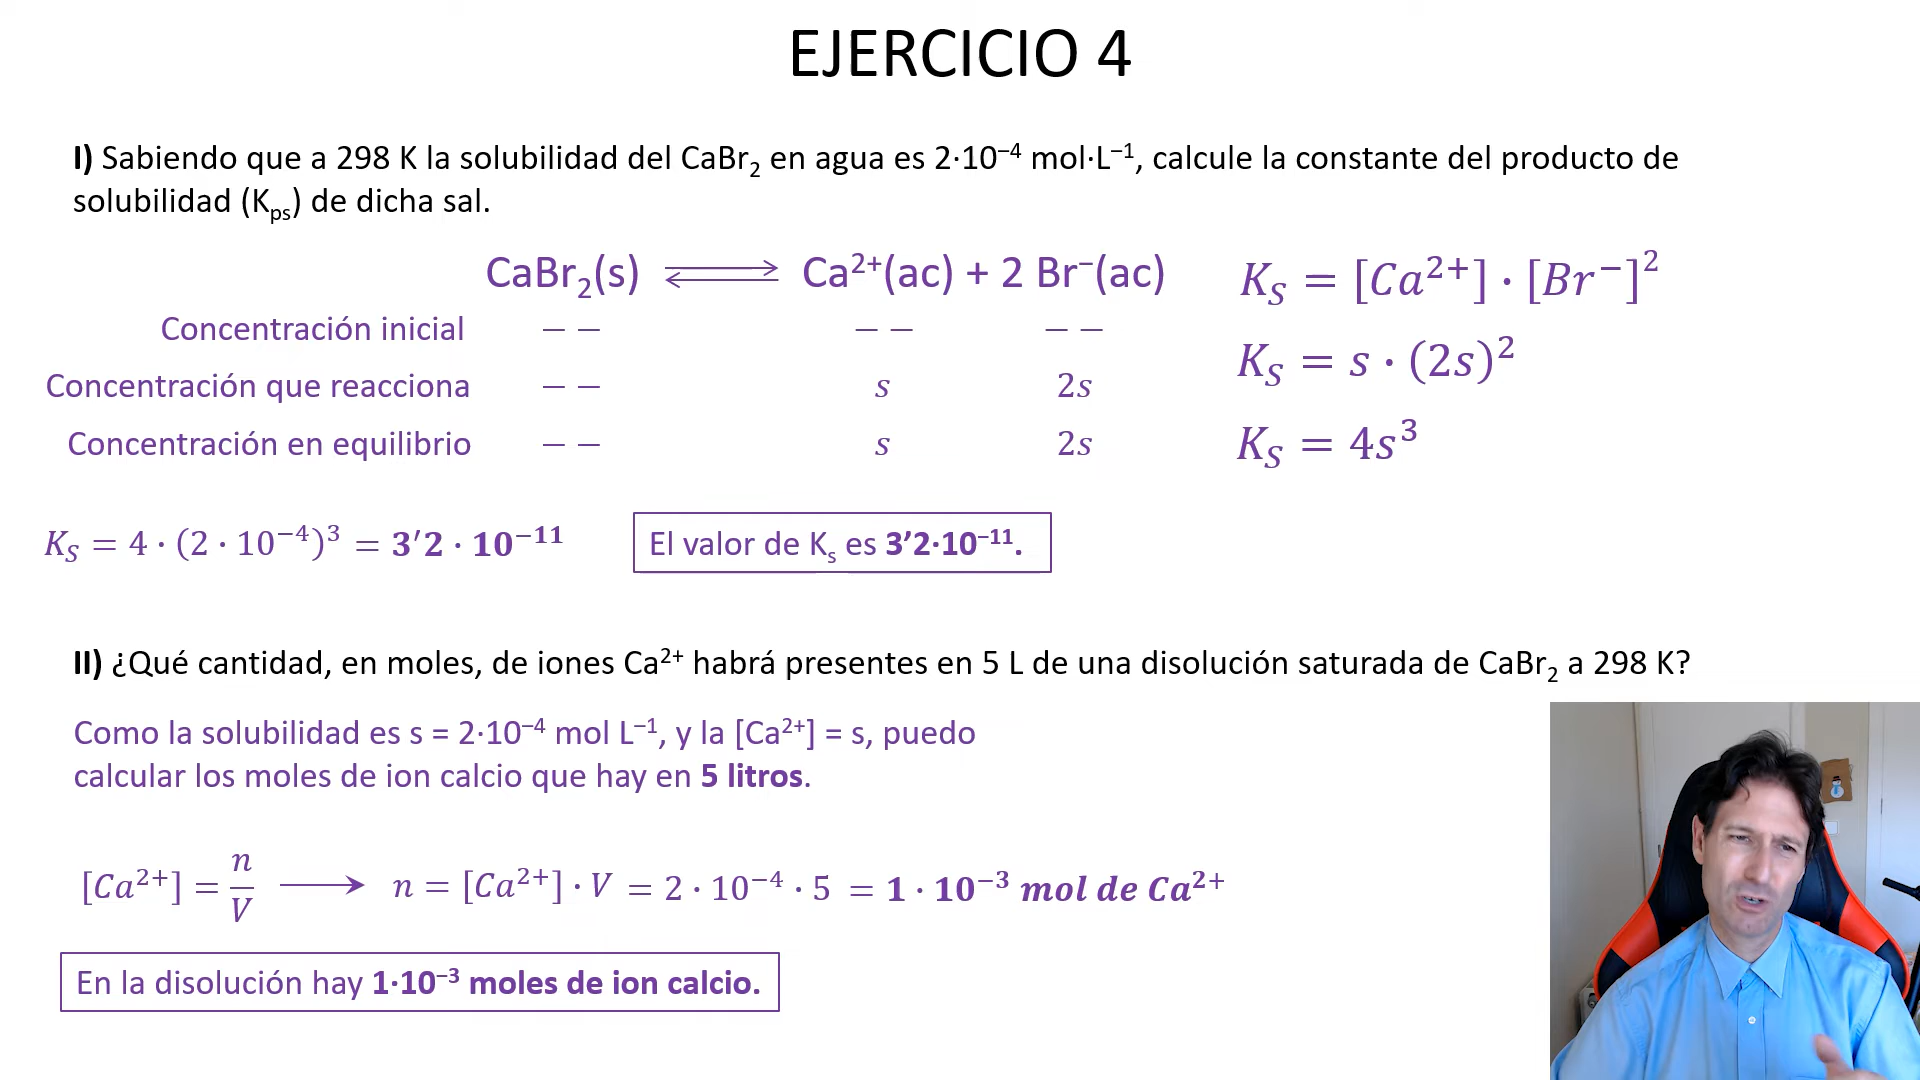 EJERCICIO 4
I) Sabiendo que a 298 K la solubilidad del CaBr₂ en agua es 2·10⁻⁴ mol·L⁻¹, calcule la constante del producto de
solubilidad (Kps) de dicha sal.
CaBr₂(s) ⇌ Ca²⁺(ac) + 2 Br⁻(ac)
K_S = [Ca²⁺] · [Br⁻]²
Concentración inicial – – – – – –
K_S = s · (2s)²
Concentración que reacciona – – s 2s
Concentración en equilibrio – – s 2s
K_S = 4s³
K_S = 4 · (2 · 10⁻⁴)³ = 3′2 · 10⁻¹¹
El valor de Kₛ es 3’2·10⁻¹¹.
II) ¿Qué cantidad, en moles, de iones Ca²⁺ habrá presentes en 5 L de una disolución saturada de CaBr₂ a 298 K?
Como la solubilidad es s = 2·10⁻⁴ mol L⁻¹, y la [Ca²⁺] = s, puedo
calcular los moles de ion calcio que hay en 5 litros.
[Ca²⁺] = n/V ⟶ n = [Ca²⁺] · V = 2 · 10⁻⁴ · 5 = 1 · 10⁻³ mol de Ca²⁺
En la disolución hay 1·10⁻³ moles de ion calcio.